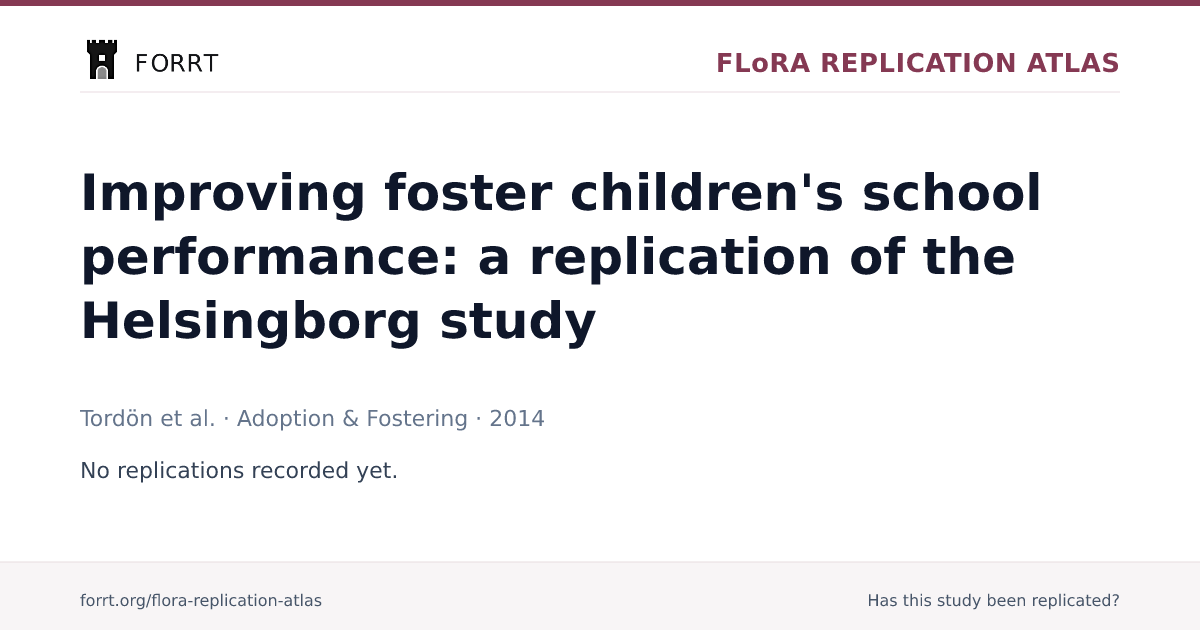 FORRT
FLoRA REPLICATION ATLAS
Improving foster children's school
performance: a replication of the
Helsingborg study
Tordön et al. · Adoption & Fostering · 2014
No replications recorded yet.
forrt.org/flora-replication-atlas
Has this study been replicated?